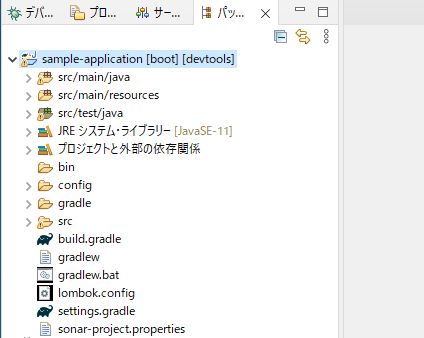 デバ... プロ... サー... パッ...
sample-application [boot] [devtools]
src/main/java
src/main/resources
src/test/java
JRE システム・ライブラリー [JavaSE-11]
プロジェクトと外部の依存関係
bin
config
gradle
src
build.gradle
gradlew
gradlew.bat
lombok.config
settings.gradle
sonar-project.properties